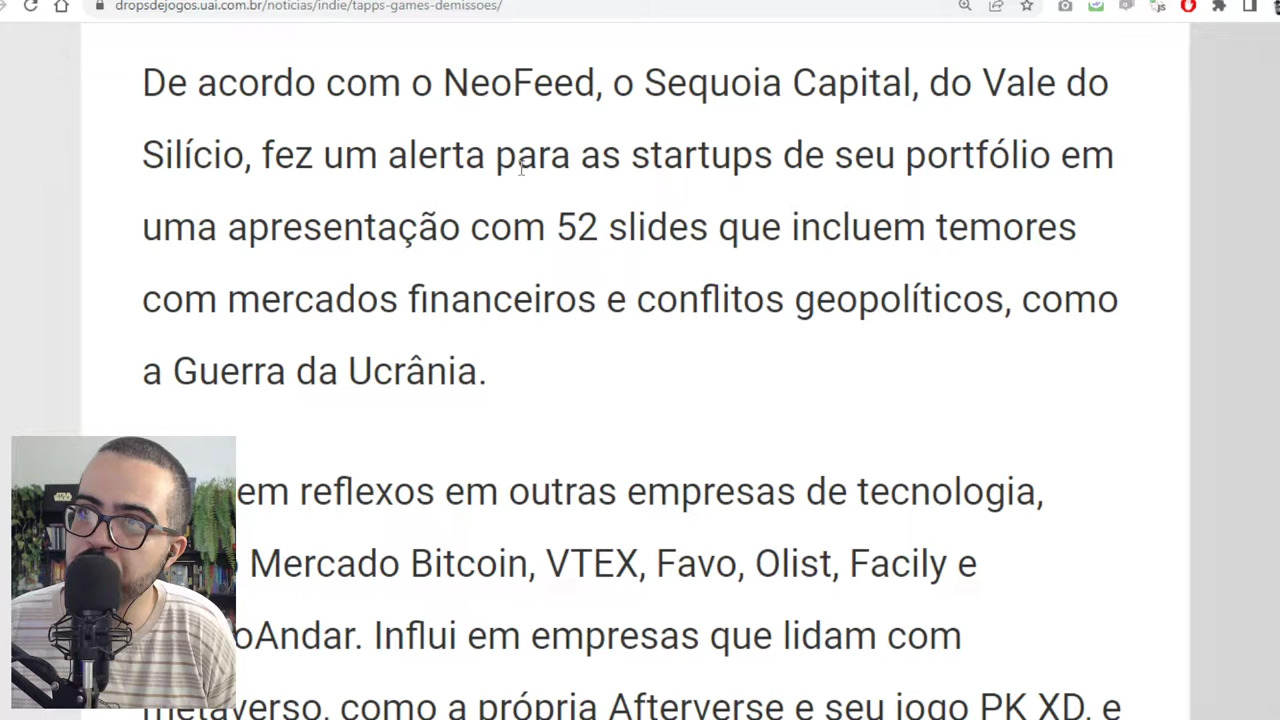 dropsdejogos.uai.com.br/noticias/indie/tapps-games-demissoes/
De acordo com o NeoFeed, o Sequoia Capital, do Vale do
Silício, fez um alerta para as startups de seu portfólio em
uma apresentação com 52 slides que incluem temores
com mercados financeiros e conflitos geopolíticos, como
a Guerra da Ucrânia.
em reflexos em outras empresas de tecnologia,
Mercado Bitcoin, VTEX, Favo, Olist, Facily e
oAndar. Influi em empresas que lidam com
metaverso, como a própria Afterverse e seu jogo PK XD, e